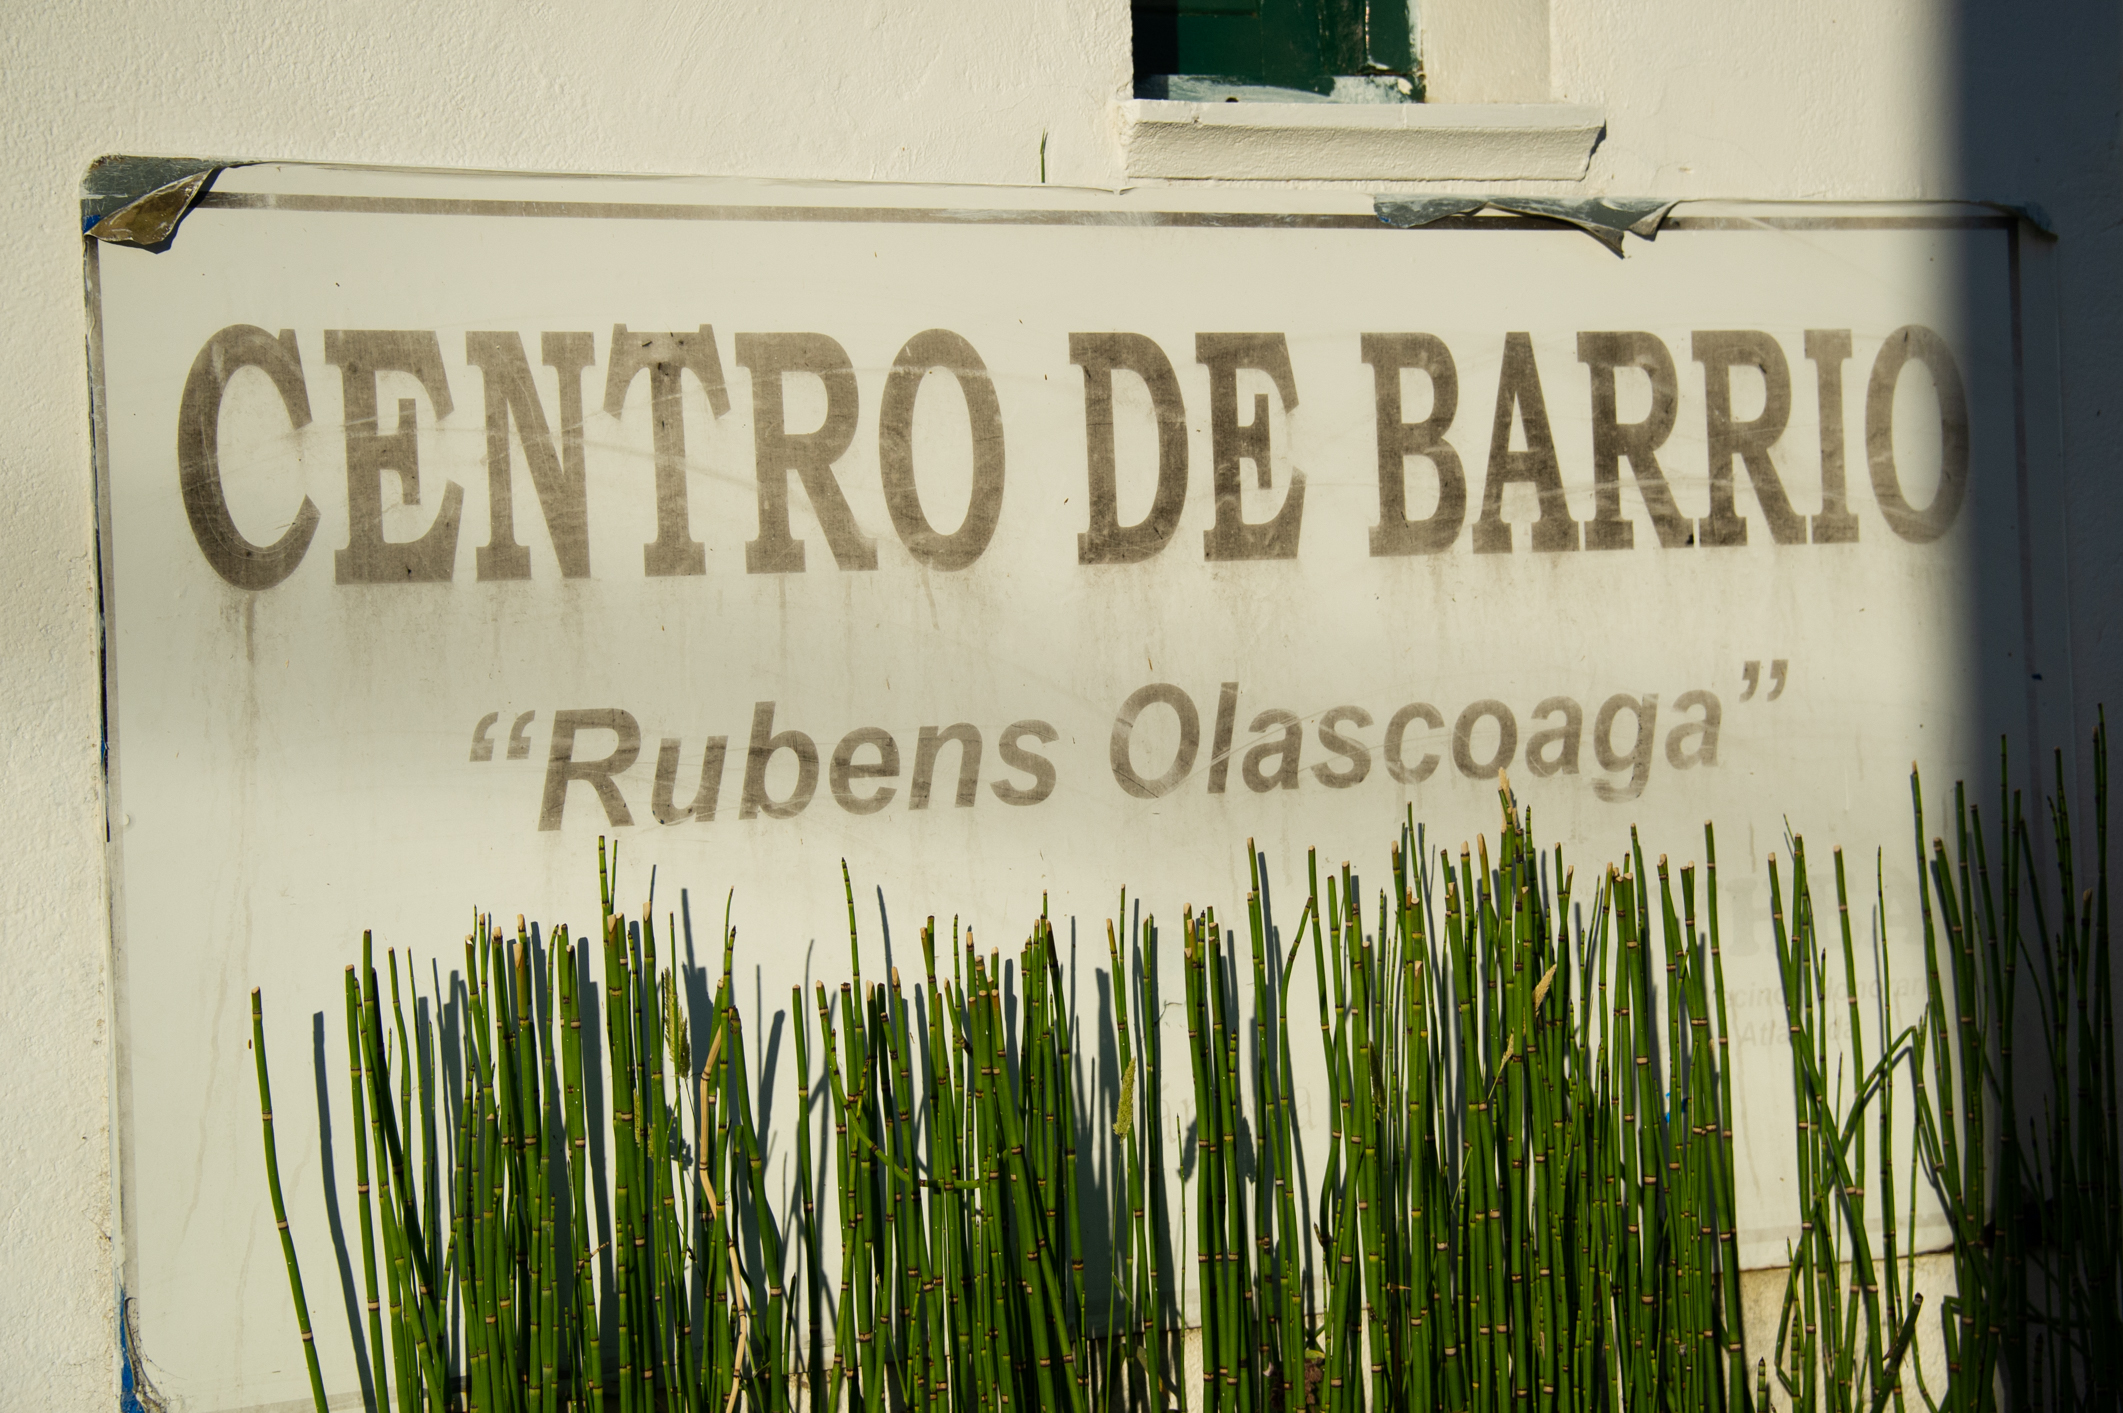 CENTRO DE BARRIO
“Rubens Olascoaga”